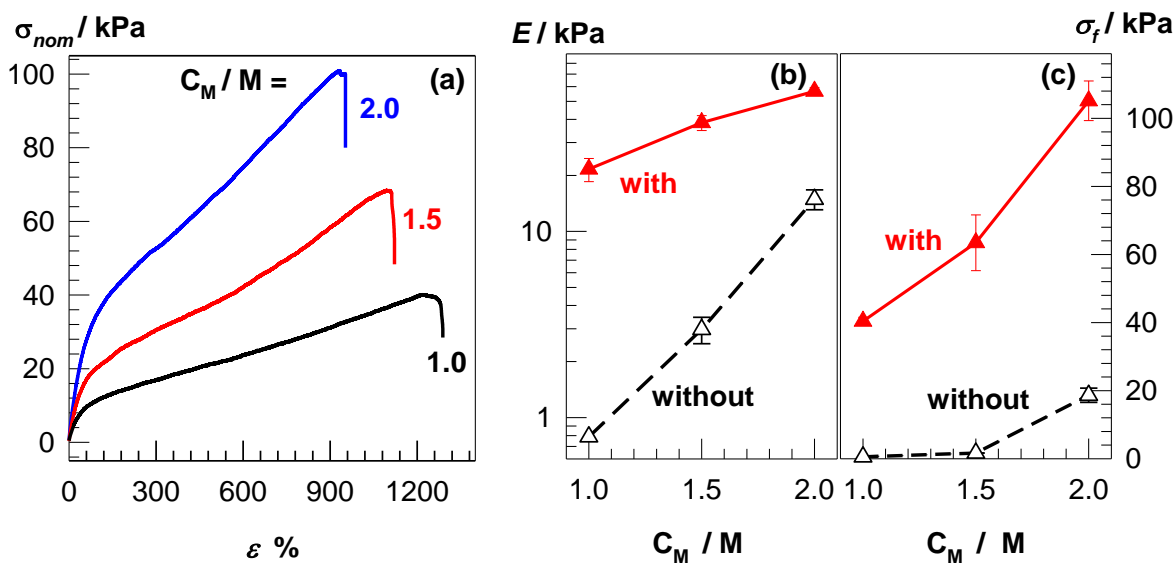 σnom / kPa
100
80
60
40
20
0
CM / M =
(a)
2.0
1.5
1.0
0
300
600
900
1200
ε %
E / kPa
(b)
10
1
with
without
1.0
1.5
2.0
CM / M
σf / kPa
(c)
100
80
60
40
20
0
with
without
1.0
1.5
2.0
CM / M